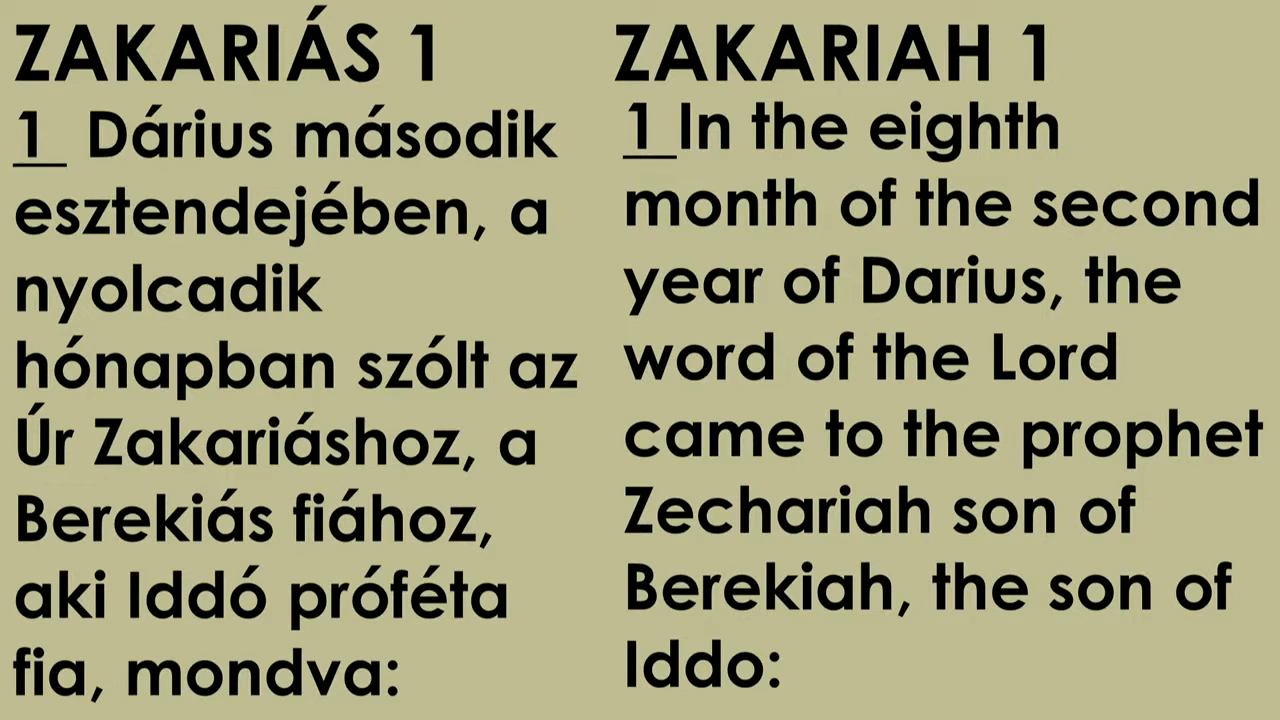 ZAKARIÁS 1
1 Dárius második
esztendejében, a
nyolcadik
hónapban szólt az
Úr Zakariáshoz, a
Berekiás fiához,
aki Iddó próféta
fia, mondva:
ZAKARIAH 1
1 In the eighth
month of the second
year of Darius, the
word of the Lord
came to the prophet
Zechariah son of
Berekiah, the son of
Iddo: